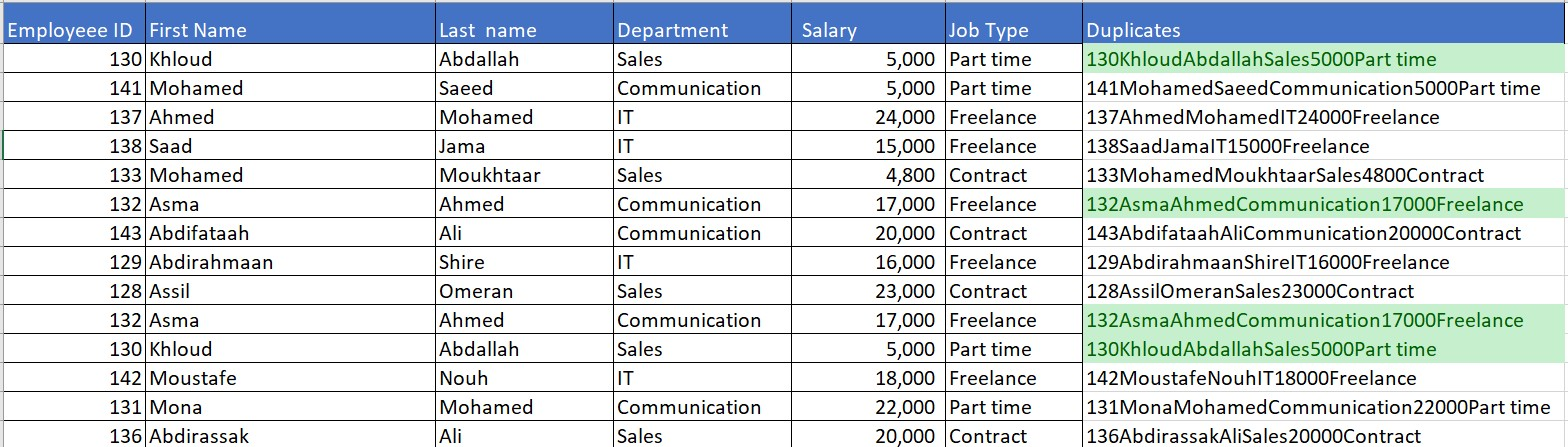 Employeee ID First Name Last  name Department Salary Job Type Duplicates
130 Khloud Abdallah Sales 5,000 Part time 130KhloudAbdallahSales5000Part time
141 Mohamed Saeed Communication 5,000 Part time 141MohamedSaeedCommunication5000Part time
137 Ahmed Mohamed IT 24,000 Freelance 137AhmedMohamedIT24000Freelance
138 Saad Jama IT 15,000 Freelance 138SaadJamaIT15000Freelance
133 Mohamed Moukhtaar Sales 4,800 Contract 133MohamedMoukhtaarSales4800Contract
132 Asma Ahmed Communication 17,000 Freelance 132AsmaAhmedCommunication17000Freelance
143 Abdifataah Ali Communication 20,000 Contract 143AbdifataahAliCommunication20000Contract
129 Abdirahmaan Shire IT 16,000 Freelance 129AbdirahmaanShireIT16000Freelance
128 Assil Omeran Sales 23,000 Contract 128AssilOmeranSales23000Contract
132 Asma Ahmed Communication 17,000 Freelance 132AsmaAhmedCommunication17000Freelance
130 Khloud Abdallah Sales 5,000 Part time 130KhloudAbdallahSales5000Part time
142 Moustafe Nouh IT 18,000 Freelance 142MoustafeNouhIT18000Freelance
131 Mona Mohamed Communication 22,000 Part time 131MonaMohamedCommunication22000Part time
136 Abdirassak Ali Sales 20,000 Contract 136AbdirassakAliSales20000Contract